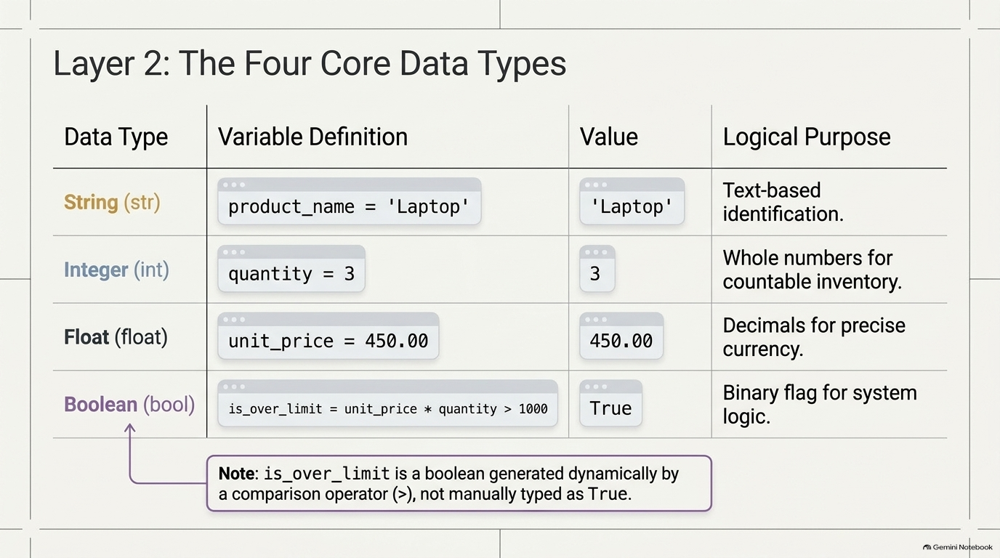 Layer 2: The Four Core Data Types
Data Type
Variable Definition
Value
Logical Purpose
String (str)
product_name = 'Laptop'
'Laptop'
Text-based
identification.
Integer (int)
quantity = 3
3
Whole numbers for
countable inventory.
Float (float)
unit_price = 450.00
450.00
Decimals for precise
currency.
Boolean (bool)
is_over_limit = unit_price * quantity > 1000
True
Binary flag for system
logic.
Note: is_over_limit is a boolean generated dynamically by
a comparison operator (>), not manually typed as True.
Gemini Notebook